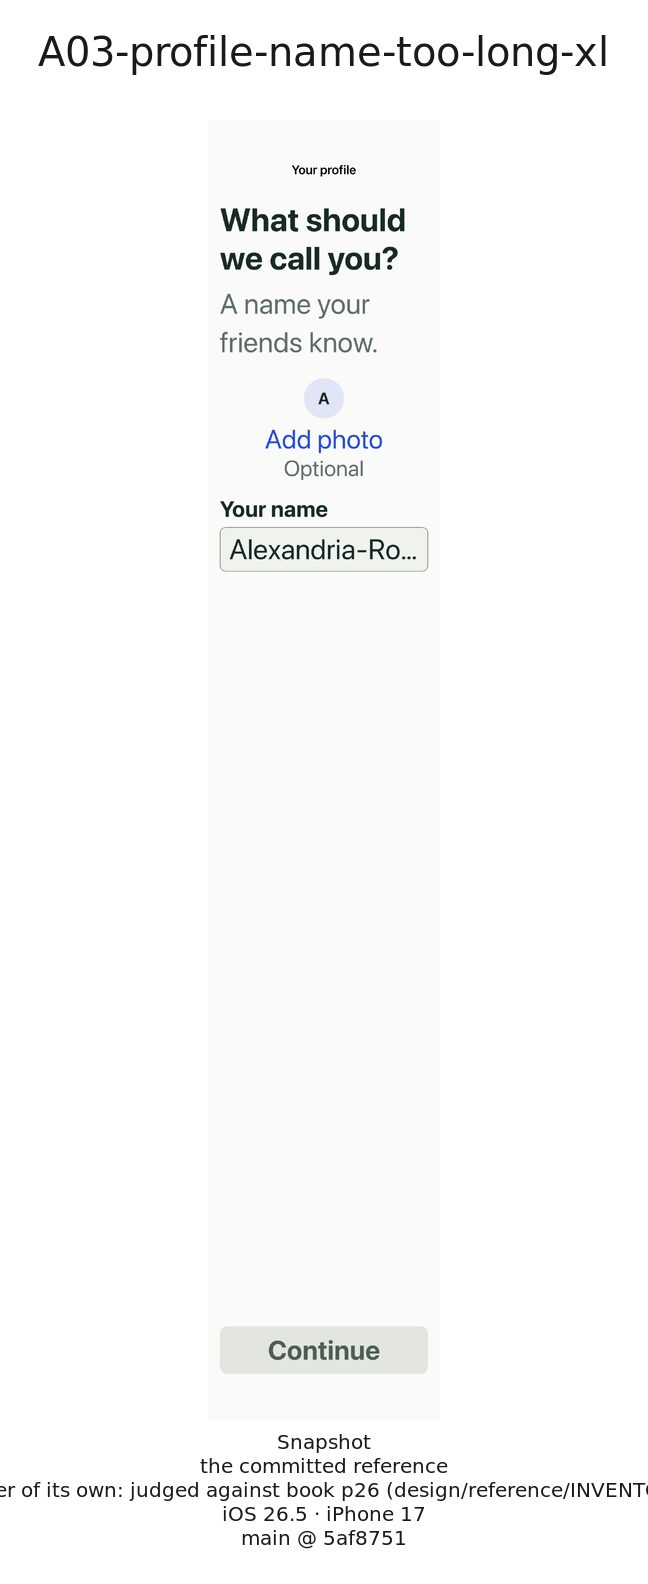 A03-profile-name-too-long-xl
Your profile
What should
we call you?
A name your
friends know.
A
Add photo
Optional
Your name
Alexandria-Ro...
Continue
Snapshot
the committed reference
of its own: judged against book p26 (design/reference/
iOS 26.5 · iPhone 17
main @ 5af8751